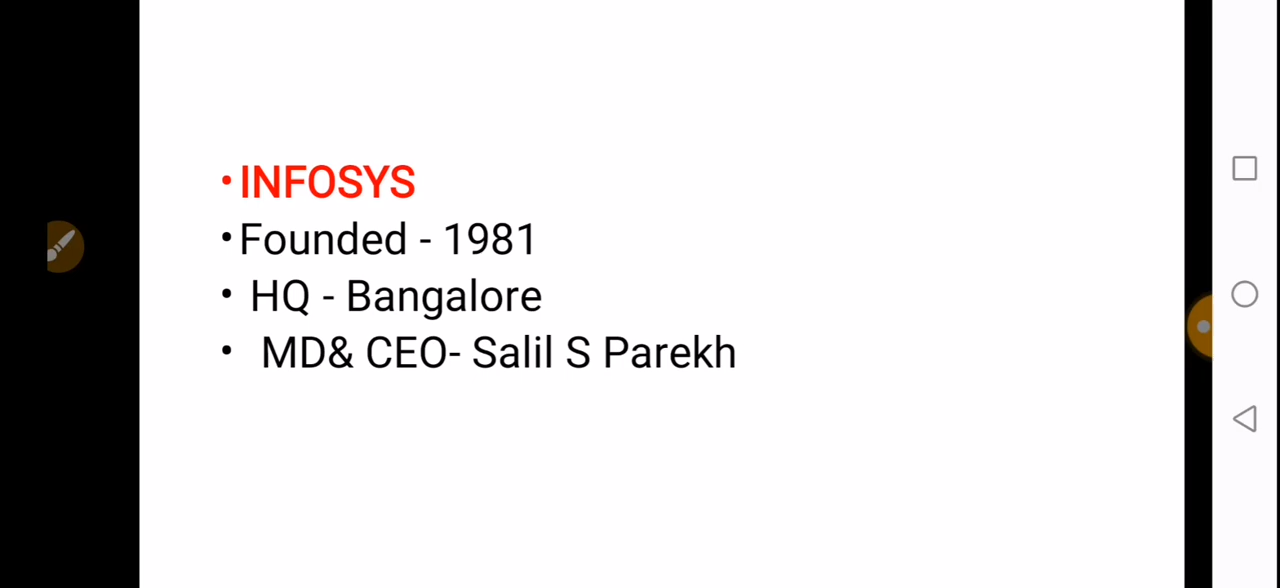 •INFOSYS
•Founded - 1981
• HQ - Bangalore
• MD& CEO- Salil S Parekh